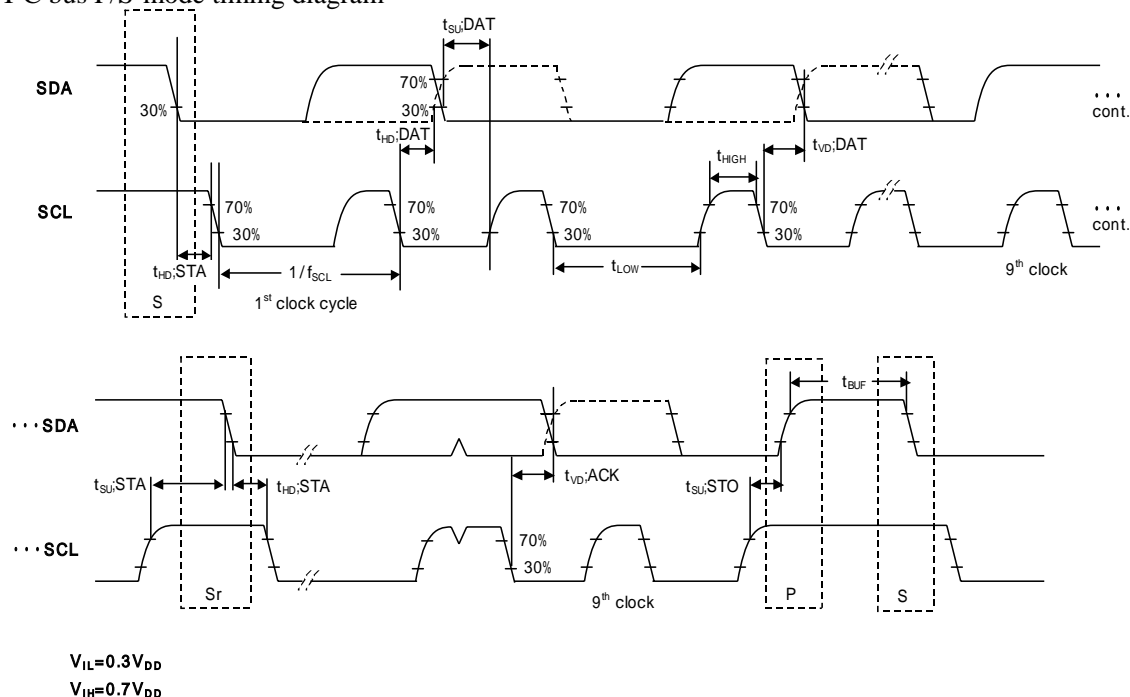 I²C bus F/S-mode timing diagram
tSU;DAT
SDA
70%
30%
30%
cont.
tHD;DAT
tVD;DAT
tHIGH
SCL
70%
70%
70%
70%
cont.
30%
30%
30%
30%
tHD;STA
1/fSCL
tLOW
9th clock
S
1st clock cycle
tBUF
···SDA
tSU;STA
tHD;STA
tVD;ACK
tSU;STO
···SCL
70%
30%
Sr
9th clock
P
S
VIL=0.3VDD
VIH=0.7VDD